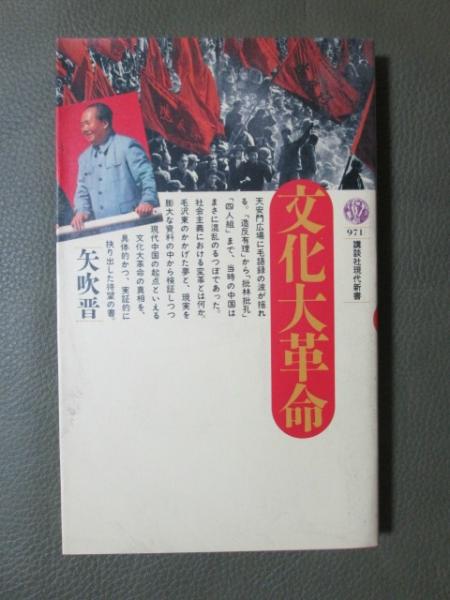 971
講談社現代新書
文化大革命
天安門広場に毛語録の波が揺れ
る。「造反有理」から「批林批孔」
「四人組」まで、当時の中国は
まさに混乱のるつぼであった。
社会主義における変革とは何か。
毛沢東のかかげた夢と、現実を
膨大な資料の中から検証しつつ
現代中国の起点といえる
文化大革命の真相を、
具体的かつ、実証的に
抉り出した待望の書。
矢吹晋